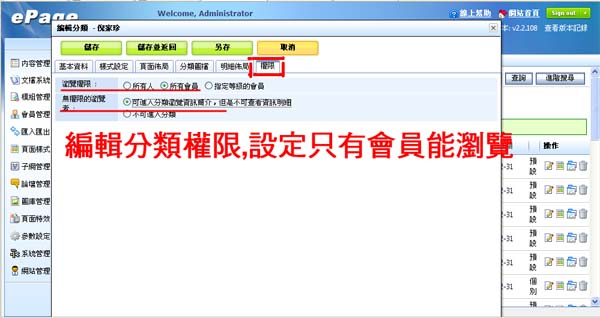 ePage
Welcome, Administrator
線上幫助
網站首頁
Sign out
本: v2.2.108
查看版本記錄
編輯分類 - 倪家珍
儲存
儲存並返回
另存
取消
基本資料
樣式設定
頁面佈局
分類圖檔
明細佈局
權限
瀏覽權限：
所有人
所有會員
指定等級的會員
無權限的瀏覽者：
可進入分類瀏覽資訊簡介，但是不可查看資訊明細
不可進入分類
編輯分類權限,設定只有會員能瀏覽
內容管理
文檔系統
模組管理
會員管理
匯入匯出
頁面樣式
子網管理
論壇管理
圖庫管理
頁面特效
參數設定
系統管理
網站管理
查詢
進階搜尋
操作
2-31
預設
-31
預設
-31
預設
-31
預設
-31
個別
-31
預